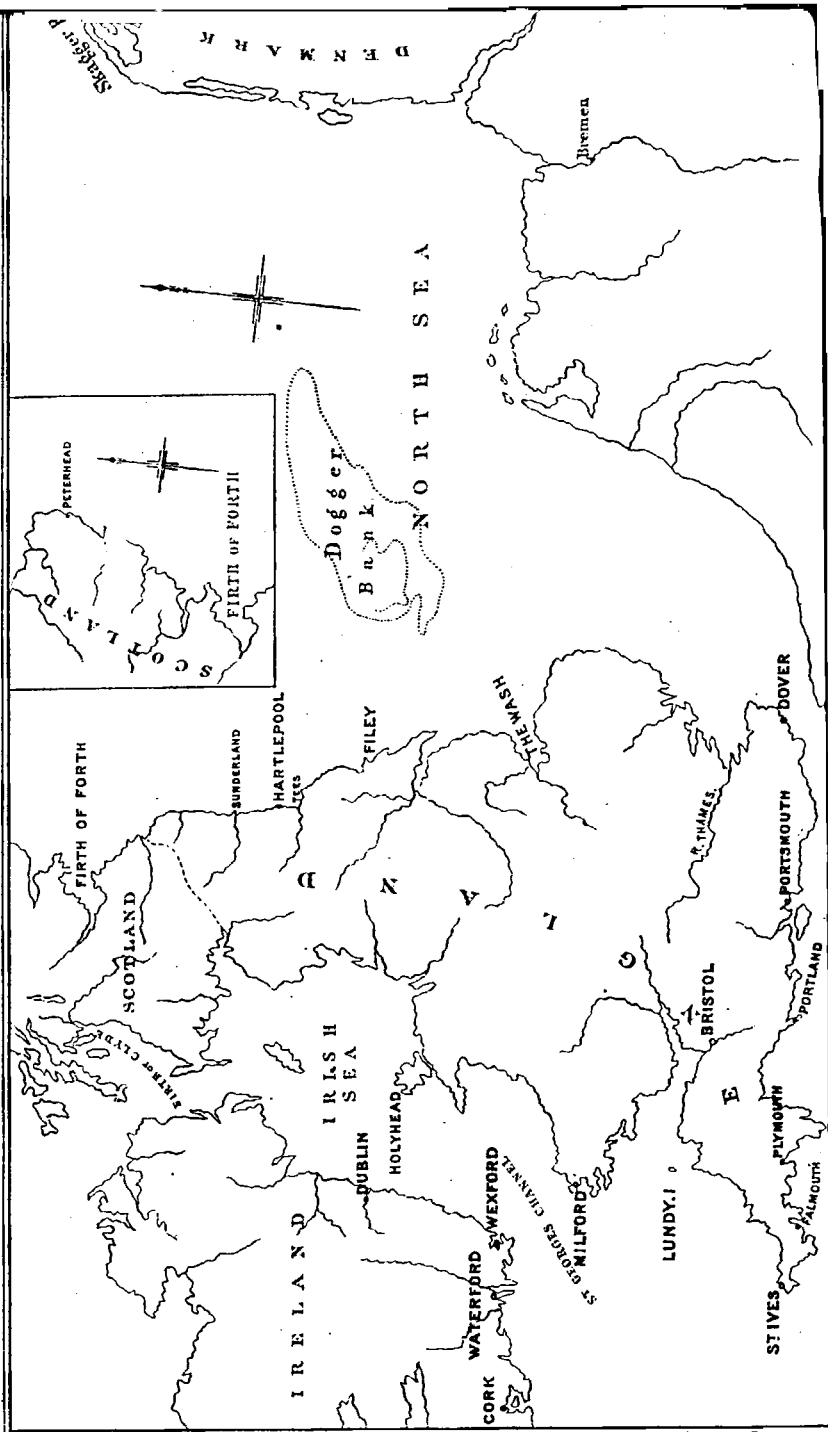 Skagger R
DENMARK
Bremen
NORTH SEA
Dogger
Bank
PETERHEAD
SCOTLAND
FIRTH OF FORTH
FIRTH OF FORTH
SCOTLAND
FIRTH OF CLYDE
SUNDERLAND
HARTLEPOOL
TEES
FILEY
THE WASH
ENGLAND
R. THAMES
DOVER
PORTSMOUTH
PORTLAND
BRISTOL
PLYMOUTH
FALMOUTH
ST IVES
LUNDY. I
MILFORD
ST GEORGES CHANNEL
HOLYHEAD
IRISH
SEA
IRELAND
DUBLIN
WEXFORD
WATERFORD
CORK